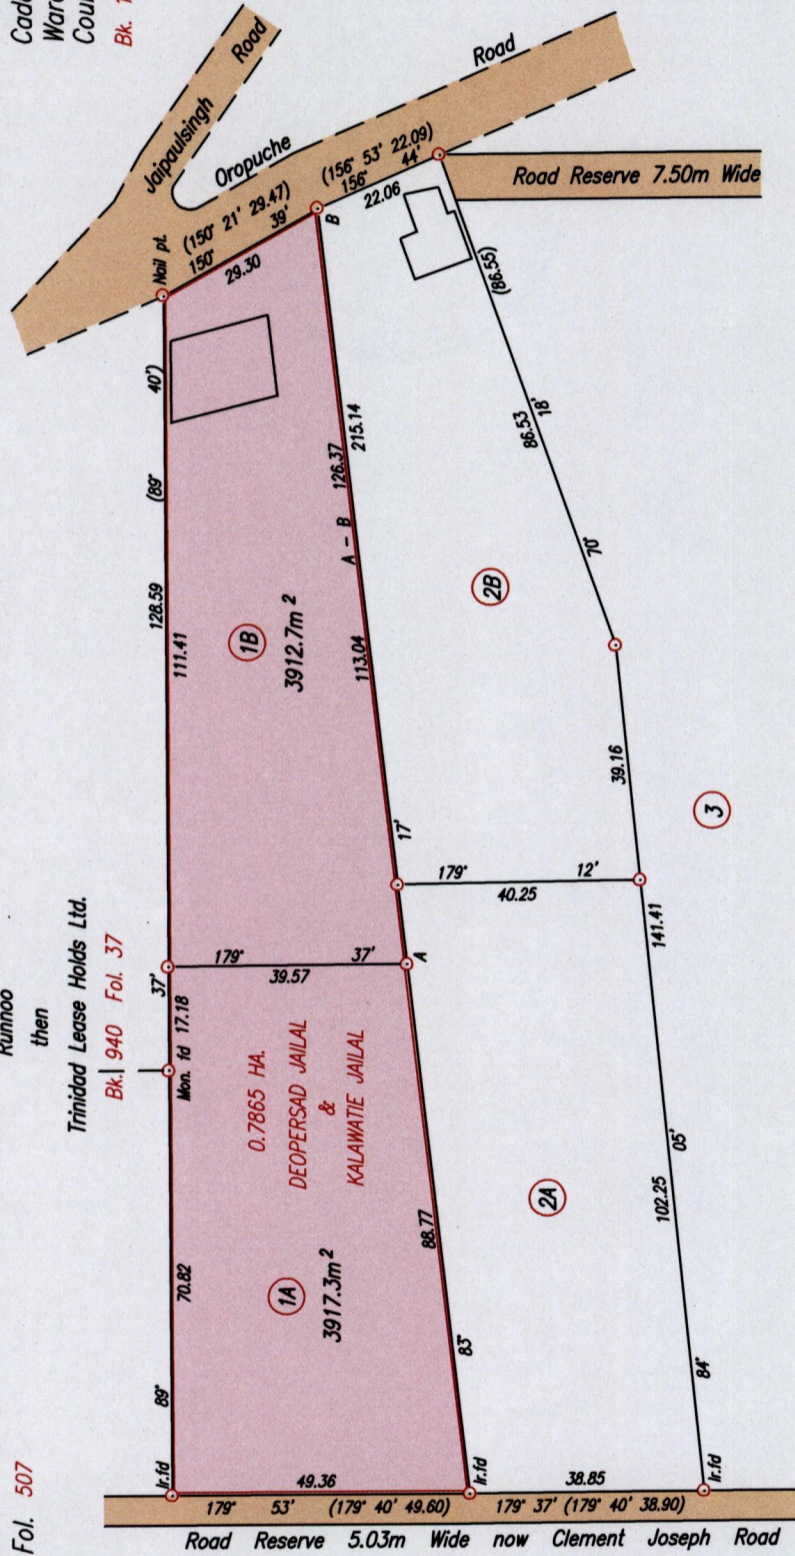 Cada
Ward
Coun
Bk. 1
Jaipaulsingh Road
Oropuche Road
Road Reserve 7.50m Wide
Nail pt.
(150° 21' 29.47)
150° 39'
29.30
B
(156° 53' 22.09)
156° 44'
22.06
(86.55)
86.53
70° 18'
(89° 40')
128.59
111.41
1B
3912.7m²
215.14
126.37
A - B
113.04
17'
2B
39.16
3
179° 12'
40.25
141.41
Runnoo
then
Trinidad Lease Holds Ltd.
Bk. 940 Fol. 37
37'
17.18
Mon. fd
179° 37'
39.57
A
0.7865 HA.
DEOPERSAD JAILAL
&
KALAWATIE JAILAL
1A
3917.3m²
70.82
89°
88.77
83°
2A
102.25
05'
84°
Ir.fd
49.36
Ir.fd
38.85
Ir.fd
179° 53' (179° 40' 49.60)
179° 37' (179° 40' 38.90)
Road Reserve 5.03m Wide now Clement Joseph Road
Fol. 507